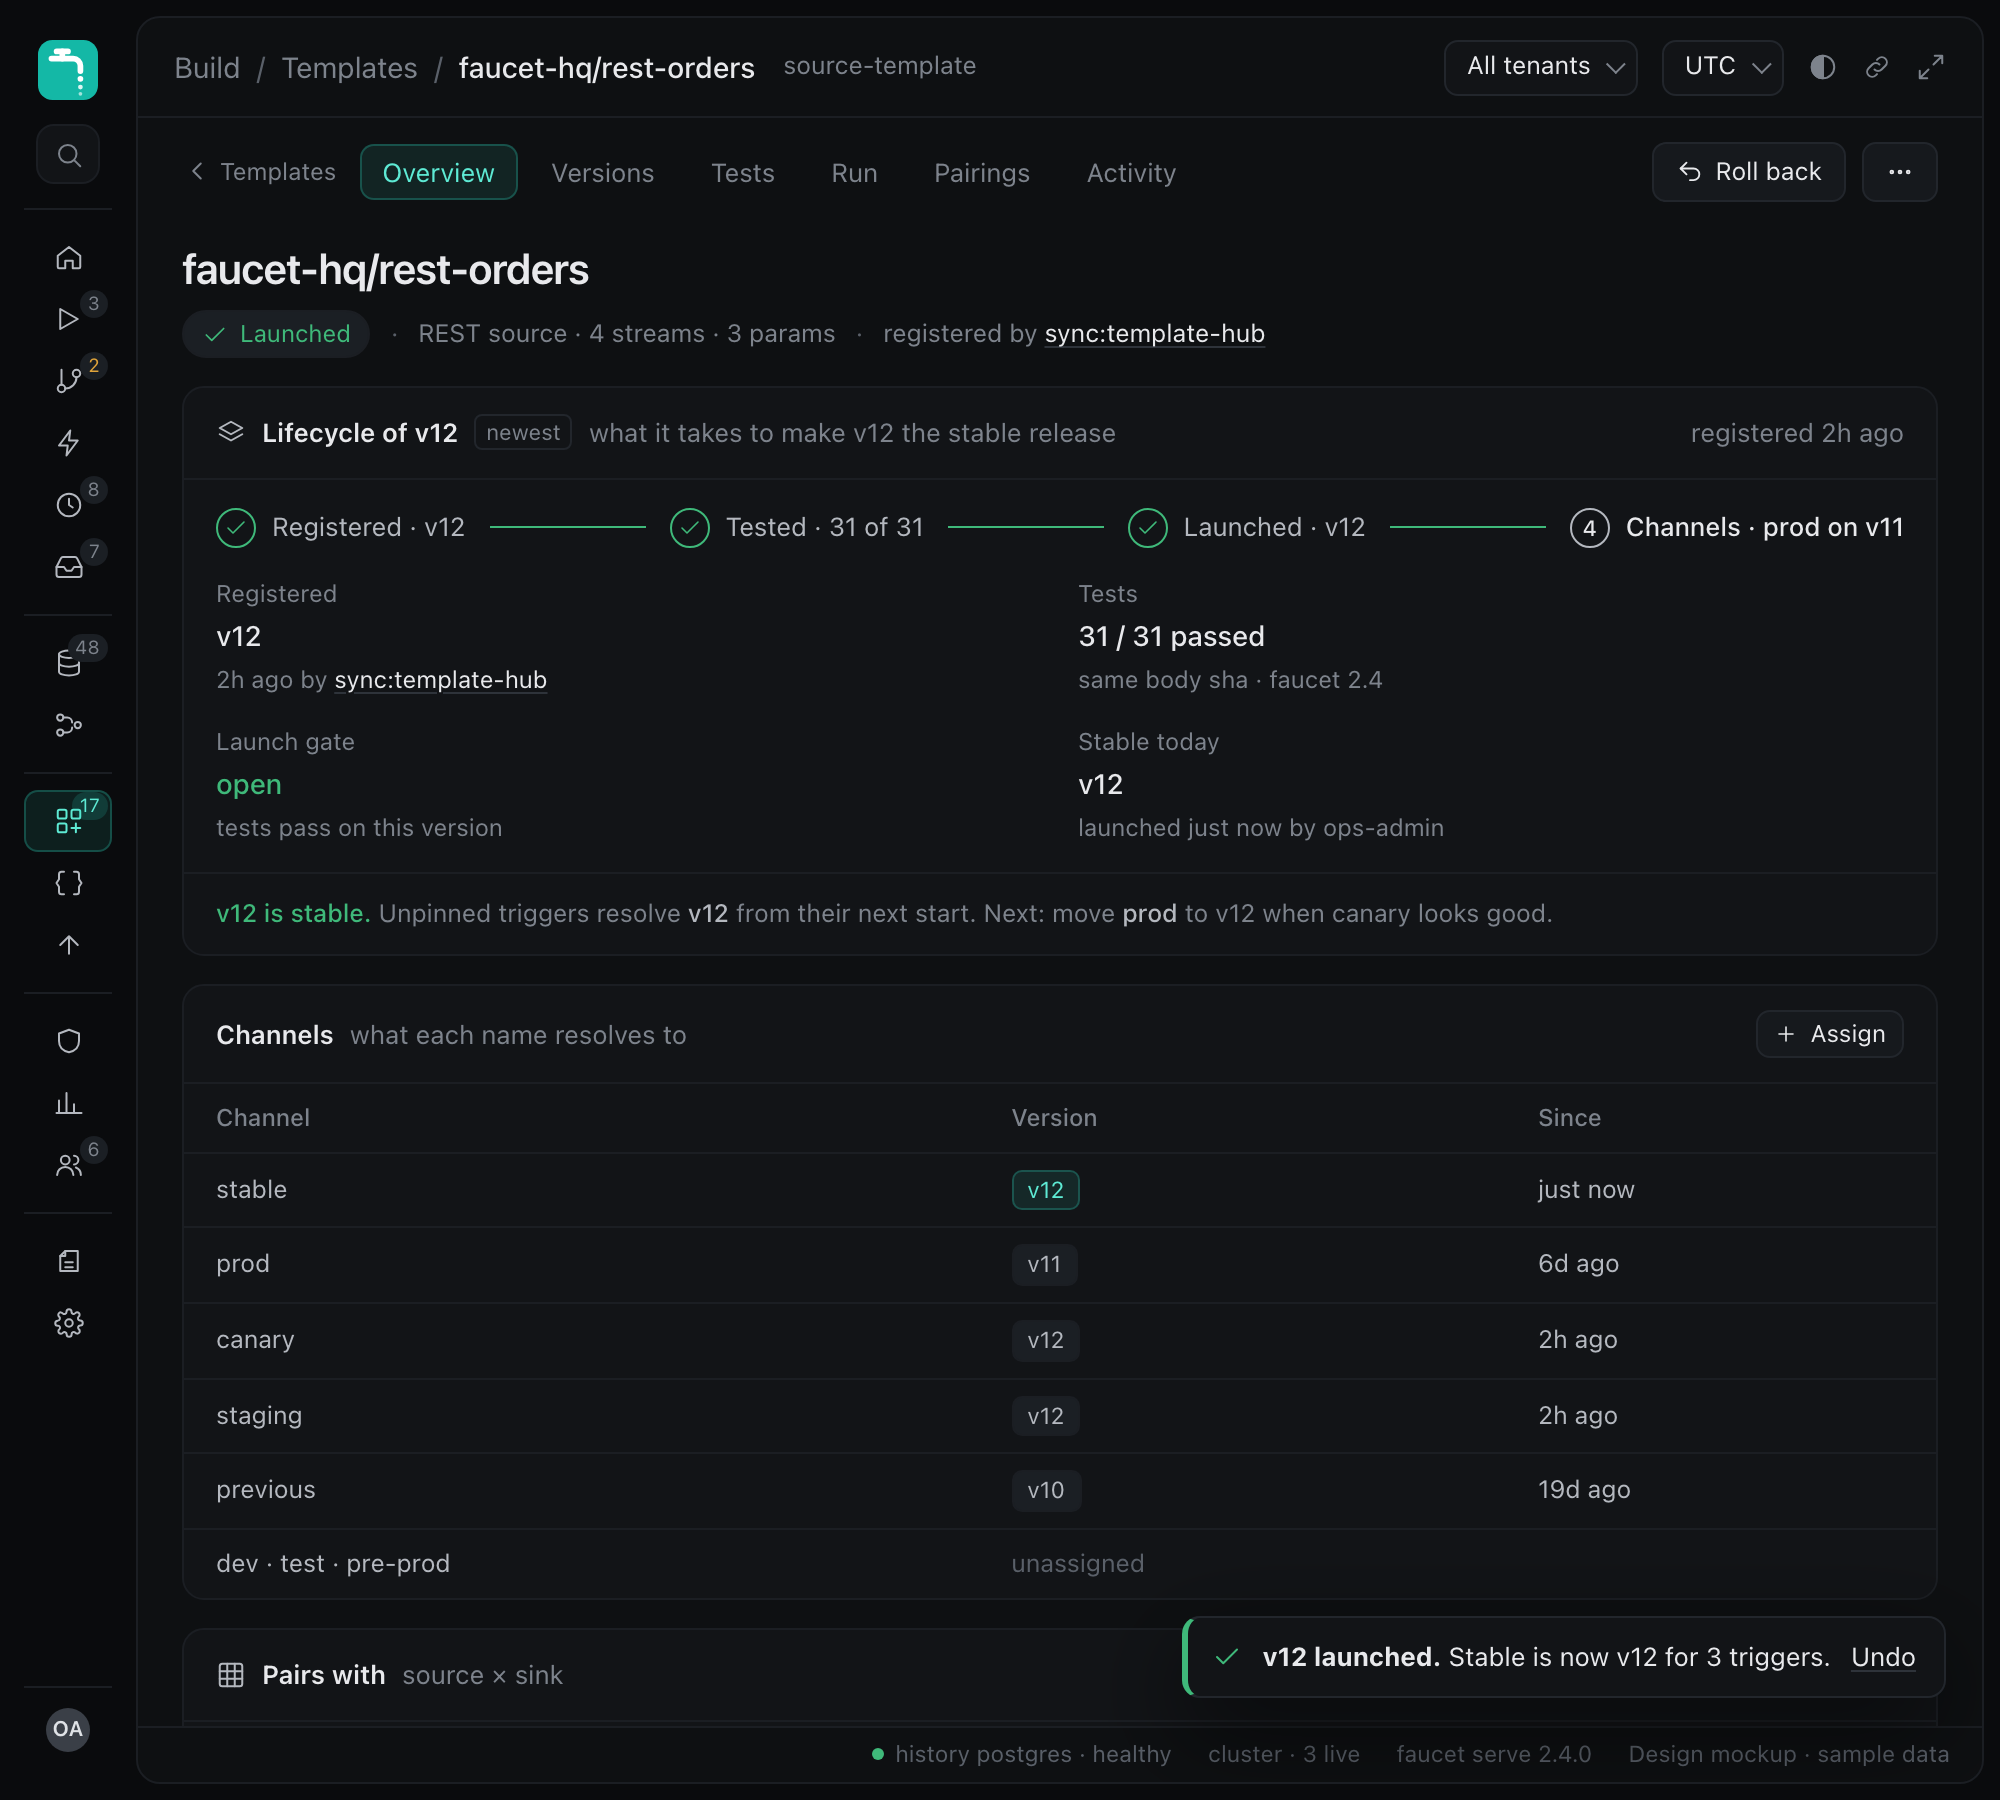 Build / Templates / faucet-hq/rest-orders source-template
All tenants
UTC
Templates
Overview
Versions
Tests
Run
Pairings
Activity
Roll back
faucet-hq/rest-orders
Launched · REST source · 4 streams · 3 params · registered by sync:template-hub
3
2
8
7
48
17
6
OA
Lifecycle of v12 newest what it takes to make v12 the stable release
registered 2h ago
Registered · v12
Tested · 31 of 31
Launched · v12
4 Channels · prod on v11
Registered
v12
2h ago by sync:template-hub
Tests
31 / 31 passed
same body sha · faucet 2.4
Launch gate
open
tests pass on this version
Stable today
v12
launched just now by ops-admin
v12 is stable. Unpinned triggers resolve v12 from their next start. Next: move prod to v12 when canary looks good.
Channels what each name resolves to
+ Assign
Channel Version Since
stable v12 just now
prod v11 6d ago
canary v12 2h ago
staging v12 2h ago
previous v10 19d ago
dev · test · pre-prod unassigned
Pairs with source × sink
v12 launched. Stable is now v12 for 3 triggers. Undo
history postgres · healthy
cluster · 3 live
faucet serve 2.4.0
Design mockup · sample data